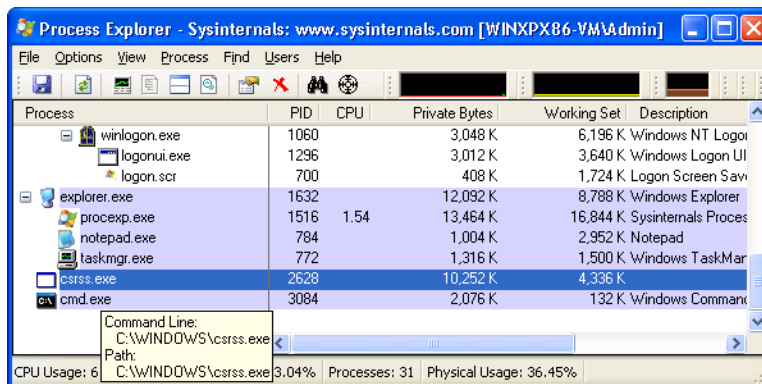 Process Explorer - Sysinternals: www.sysinternals.com [WINXPX86-VM\Admin]
File Options View Process Find Users Help
Process PID CPU Private Bytes Working Set Description
winlogon.exe 1060 3,048 K 6,196 K Windows NT Logon
logonui.exe 1296 3,012 K 3,640 K Windows Logon UI
logon.scr 700 408 K 1,724 K Logon Screen Sav
explorer.exe 1632 12,092 K 8,788 K Windows Explorer
procexp.exe 1516 1.54 13,464 K 16,844 K Sysinternals Proces
notepad.exe 784 1,004 K 2,952 K Notepad
taskmgr.exe 772 1,316 K 1,500 K Windows TaskMar
csrss.exe 2628 10,252 K 4,336 K
cmd.exe 3084 2,076 K 132 K Windows Command
Command Line:
C:\WINDOWS\csrss.exe
Path:
C:\WINDOWS\csrss.exe
CPU Usage: 6 3.04% Processes: 31 Physical Usage: 36.45%